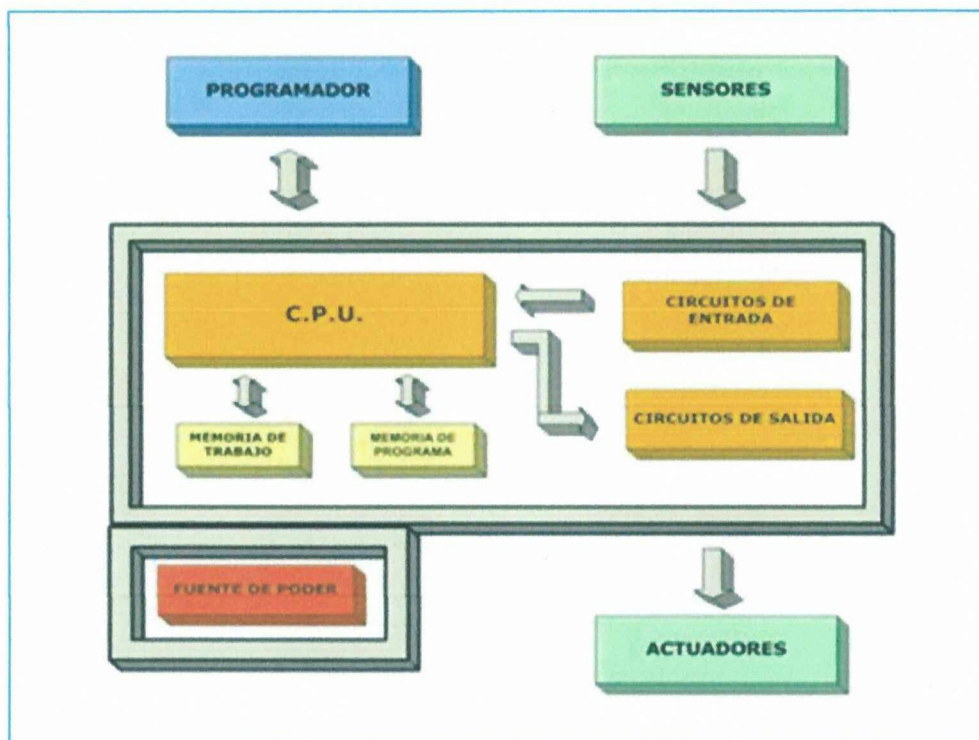 PROGRAMADOR
SENSORES
C.P.U.
CIRCUITOS DE
ENTRADA
CIRCUITOS DE SALIDA
MEMORIA DE
TRABAJO
MEMORIA DE
PROGRAMA
FUENTE DE PODER
ACTUADORES